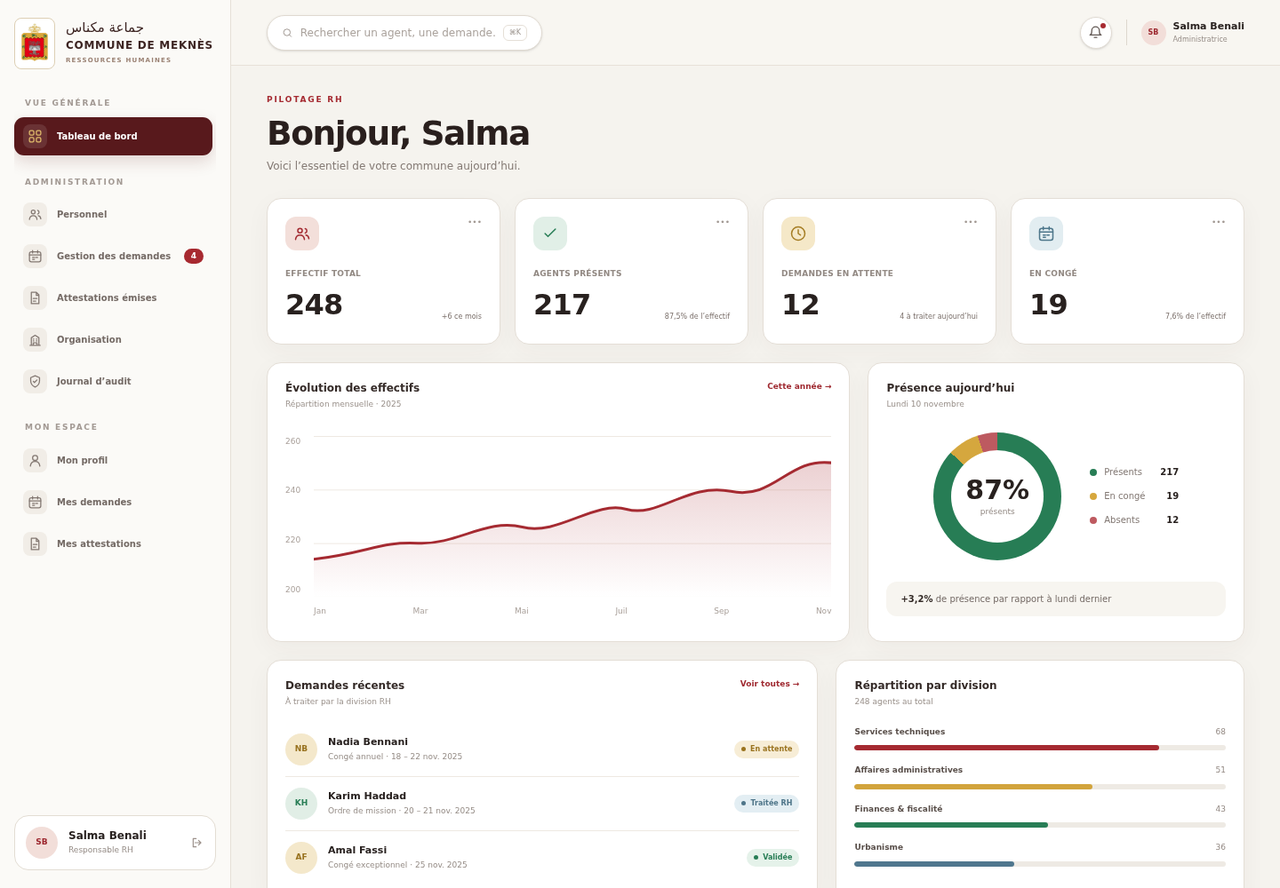 جماعة مكناس
COMMUNE DE MEKNÈS
RESSOURCES HUMAINES
VUE GÉNÉRALE
Tableau de bord
ADMINISTRATION
Personnel
Gestion des demandes 4
Attestations émises
Organisation
Journal d’audit
MON ESPACE
Mon profil
Mes demandes
Mes attestations
SB
Salma Benali
Responsable RH
Rechercher un agent, une demande. ⌘K
SB
Salma Benali
Administratrice
PILOTAGE RH
Bonjour, Salma
Voici l’essentiel de votre commune aujourd’hui.
EFFECTIF TOTAL
248
+6 ce mois
AGENTS PRÉSENTS
217
87,5% de l’effectif
DEMANDES EN ATTENTE
12
4 à traiter aujourd’hui
EN CONGÉ
19
7,6% de l’effectif
Évolution des effectifs
Cette année →
Répartition mensuelle · 2025
260
240
220
200
Jan Mar Mai Juil Sep Nov
Présence aujourd’hui
Lundi 10 novembre
87%
présents
Présents 217
En congé 19
Absents 12
+3,2% de présence par rapport à lundi dernier
Demandes récentes
Voir toutes →
À traiter par la division RH
NB
Nadia Bennani
Congé annuel · 18 – 22 nov. 2025
En attente
KH
Karim Haddad
Ordre de mission · 20 – 21 nov. 2025
Traitée RH
AF
Amal Fassi
Congé exceptionnel · 25 nov. 2025
Validée
Répartition par division
248 agents au total
Services techniques 68
Affaires administratives 51
Finances & fiscalité 43
Urbanisme 36